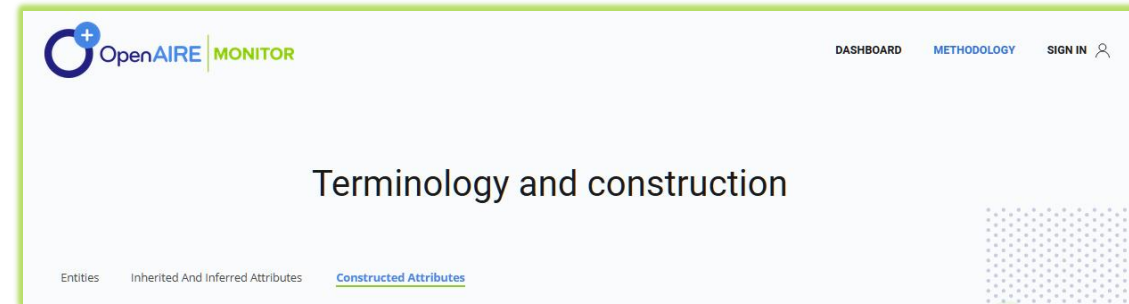 OpenAIRE MONITOR
DASHBOARD METHODOLOGY SIGN IN
Terminology and construction
Entities Inherited And Inferred Attributes Constructed Attributes